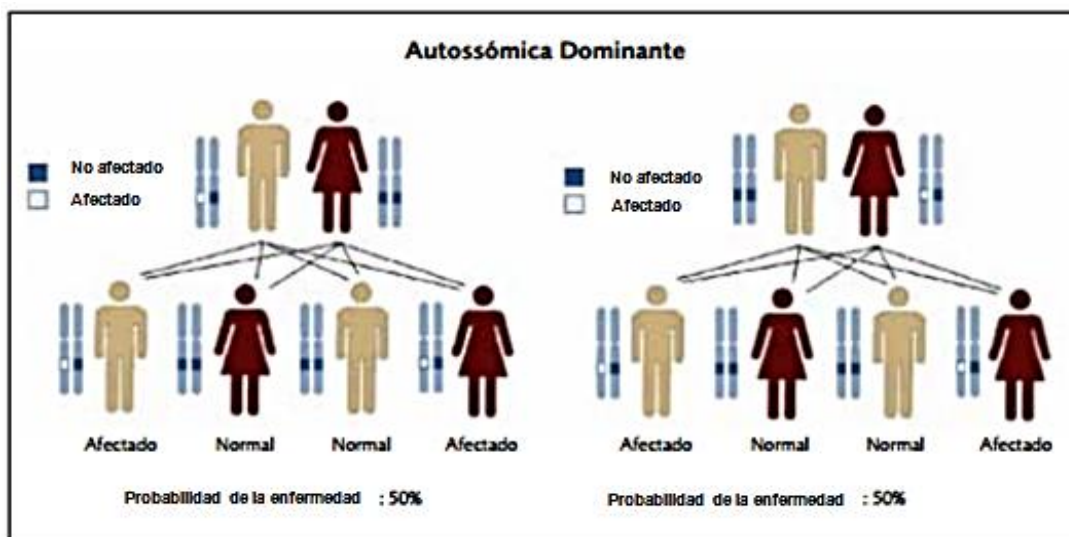 Autossómica Dominante
No afectado
Afectado
No afectado
Afectado
Afectado Normal Normal Afectado
Afectado Normal Normal Afectado
Probabilidad de la enfermedad : 50%
Probabilidad de la enfermedad : 50%